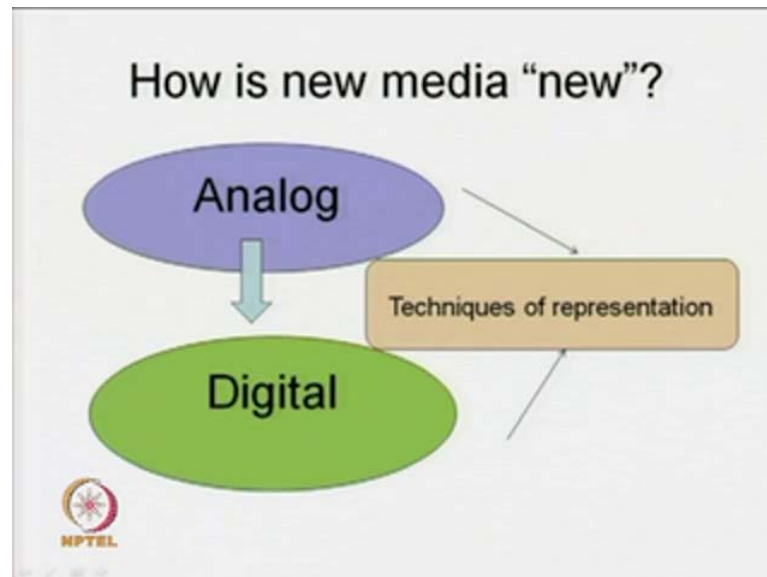 How is new media “new”?
Analog
Techniques of representation
Digital
NPTEL